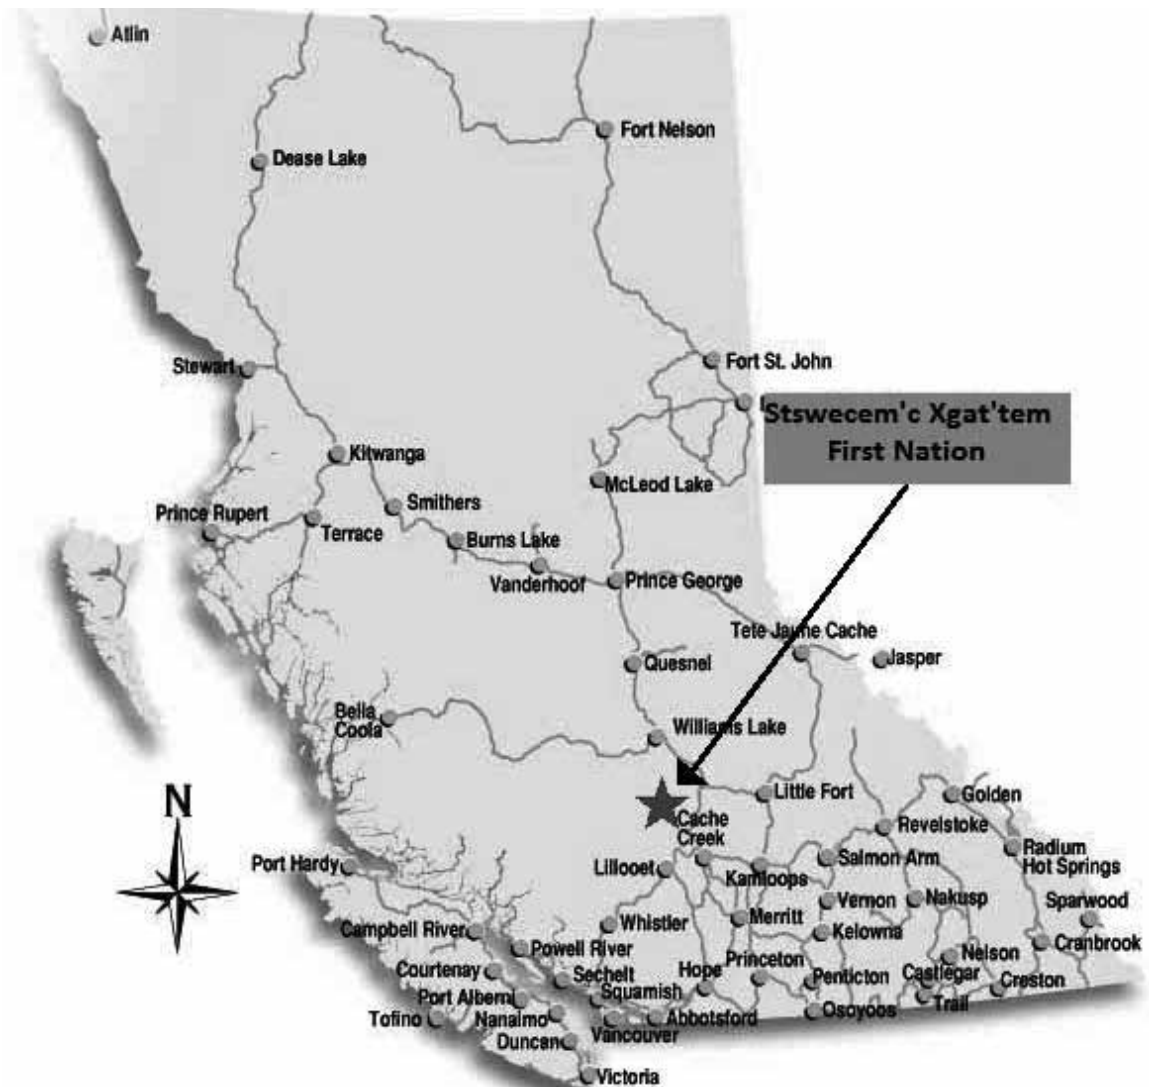 Atlin
Fort Nelson
Dease Lake
Stewart
Fort St. John
Stswecem'c Xgat'tem
First Nation
Kitwanga
McLeod Lake
Smithers
Prince Rupert
Terrace
Burns Lake
Vanderhoof
Prince George
Tete Jaune Cache
Jasper
Quesnel
Bella
Coola
Williams Lake
N
Little Fort
Golden
Cache
Creek
Revelstoke
Port Hardy
Lillooet
Kamloops
Salmon Arm
Radium
Hot Springs
Sparwood
Vernon
Nakusp
Whistler
Merritt
Campbell River
Kelowna
Cranbrook
Powell River
Nelson
Courtenay
Sechelt
Hope
Princeton
Penticton
Castlegar
Creston
Port Alberni
Squamish
Trail
Tofino
Nanaimo
Abbotsford
Osoyoos
Vancouver
Duncan
Victoria